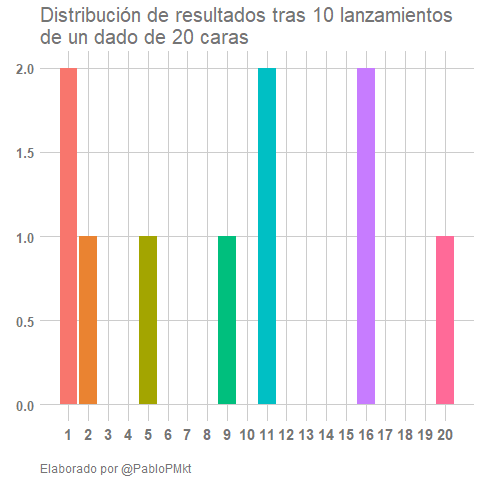 Distribución de resultados tras 10 lanzamientos
de un dado de 20 caras
2.0
1.5
1.0
0.5
0.0
1 2 3 4 5 6 7 8 9 10 11 12 13 14 15 16 17 18 19 20
Elaborado por @PabloPMkt